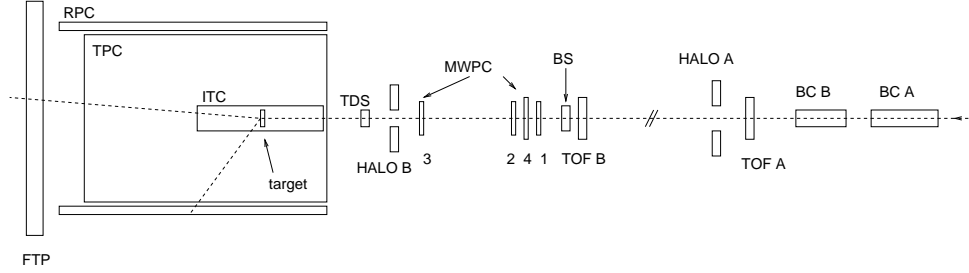 RPC
TPC
ITC
target
FTP
TDS
HALO B
MWPC
3
2 4 1
BS
TOF B
HALO A
TOF A
BC B
BC A